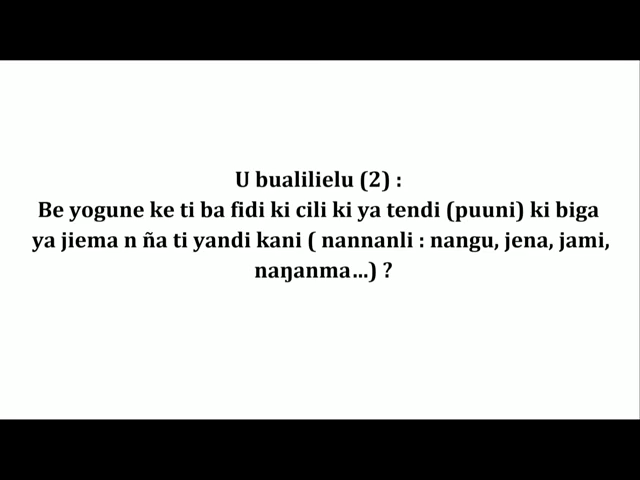 U bualilielu (2) :
Be yogune ke ti ba fidi ki cili ki ya tendi (puuni) ki biga
ya jiema n ña ti yandi kani ( nannanli : nangu, jena, jami,
naŋanma...) ?